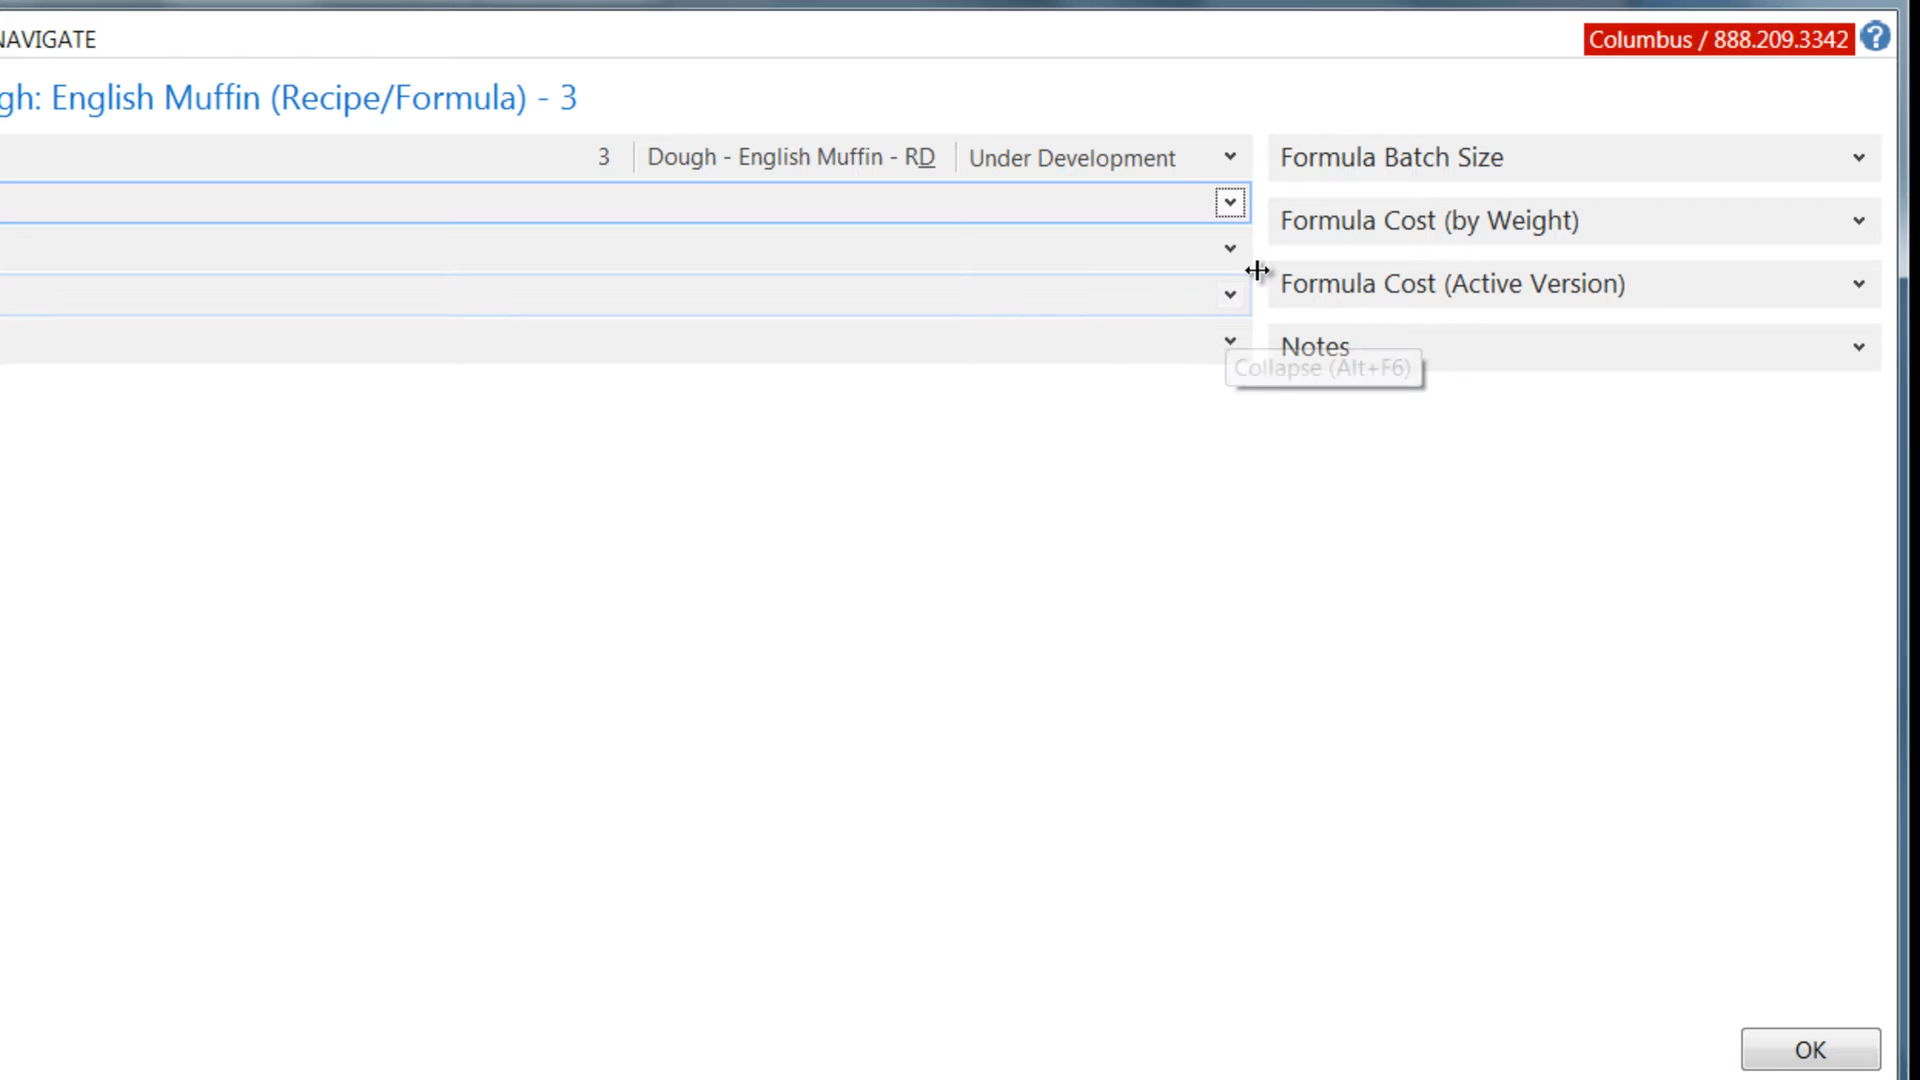 NAVIGATE
Columbus / 888.209.3342
gh: English Muffin (Recipe/Formula) - 3
3 Dough - English Muffin - RD Under Development
Formula Batch Size
Formula Cost (by Weight)
Formula Cost (Active Version)
Notes
Collapse (Alt+F6)
OK